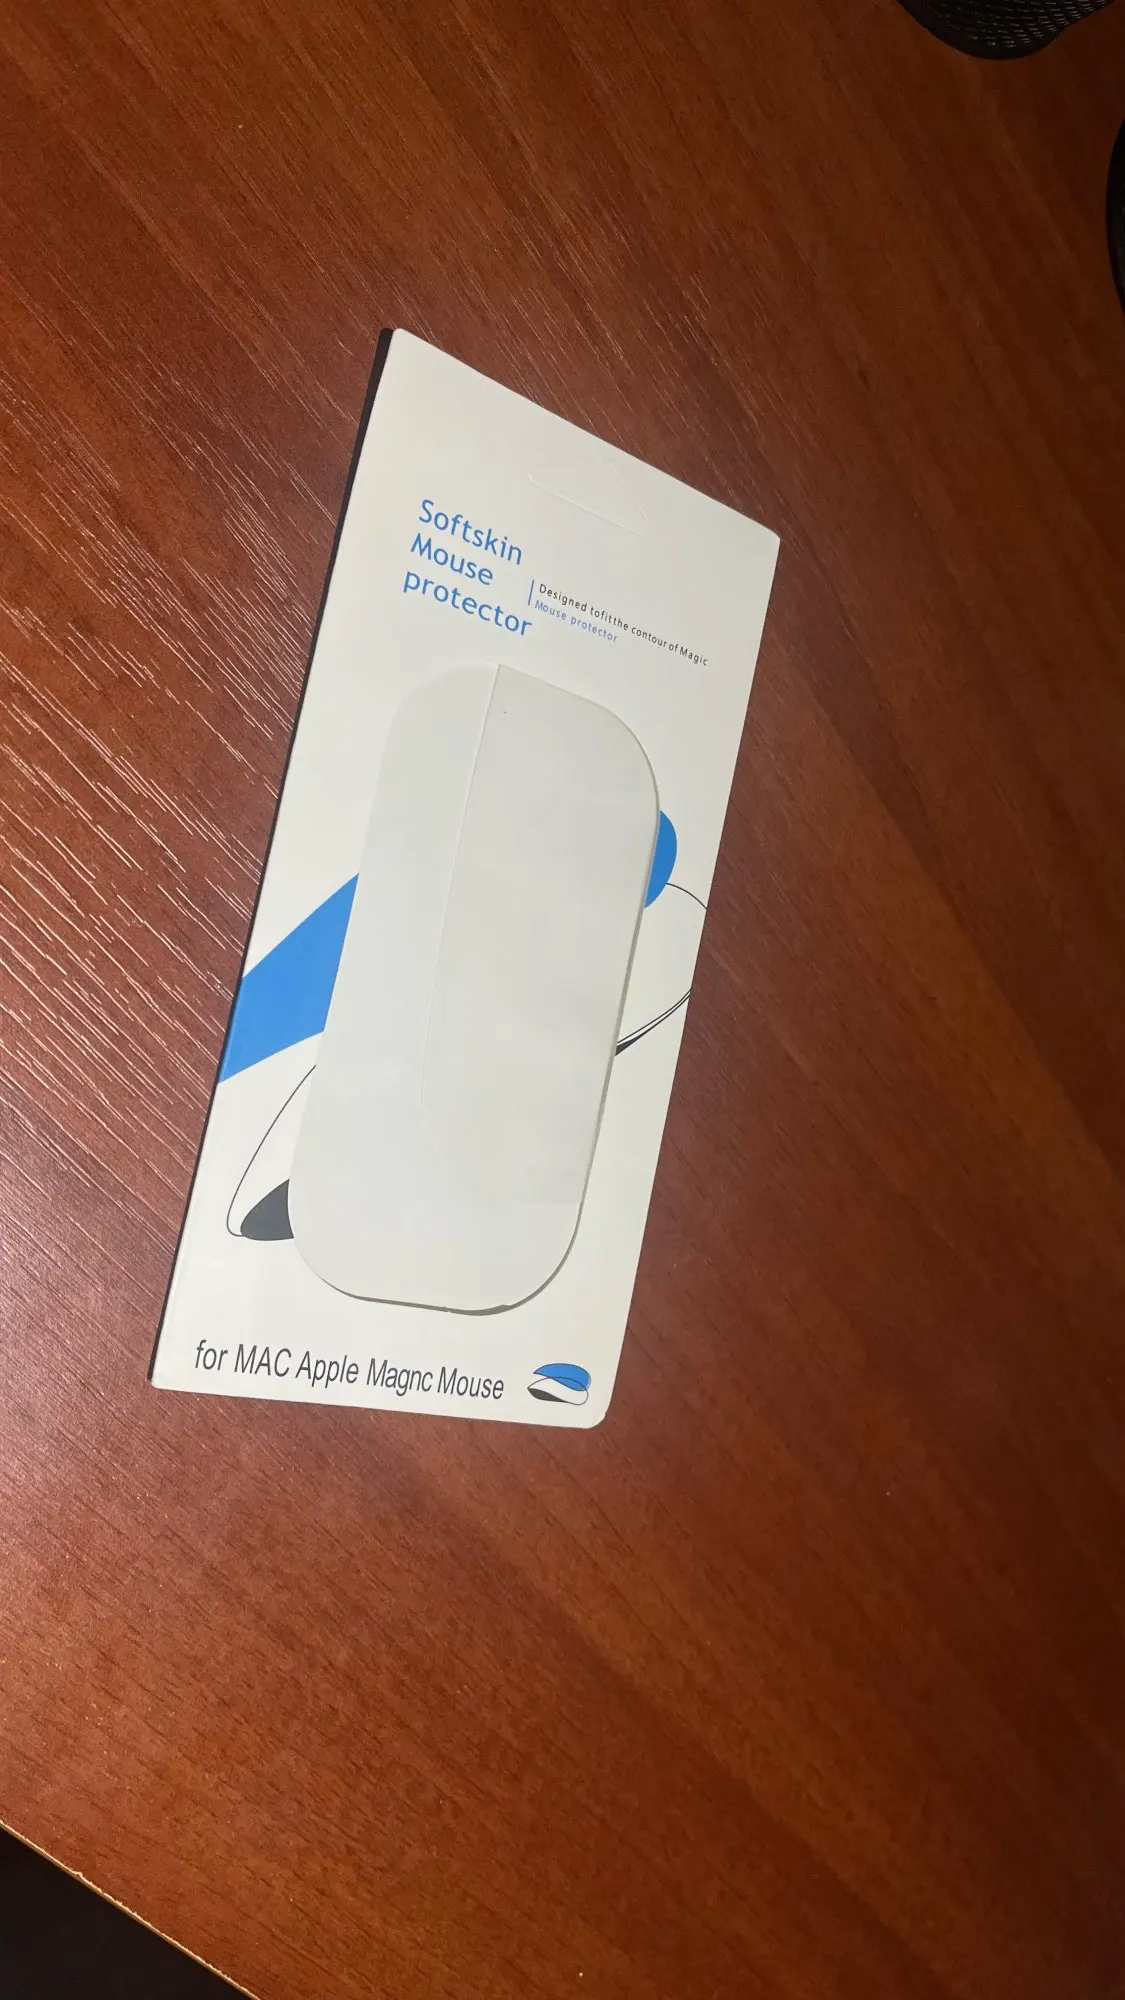 Softskin
Mouse
protector
Designed tofitthe contour of Magic
Mouse protector
for MAC Apple Magnc Mouse